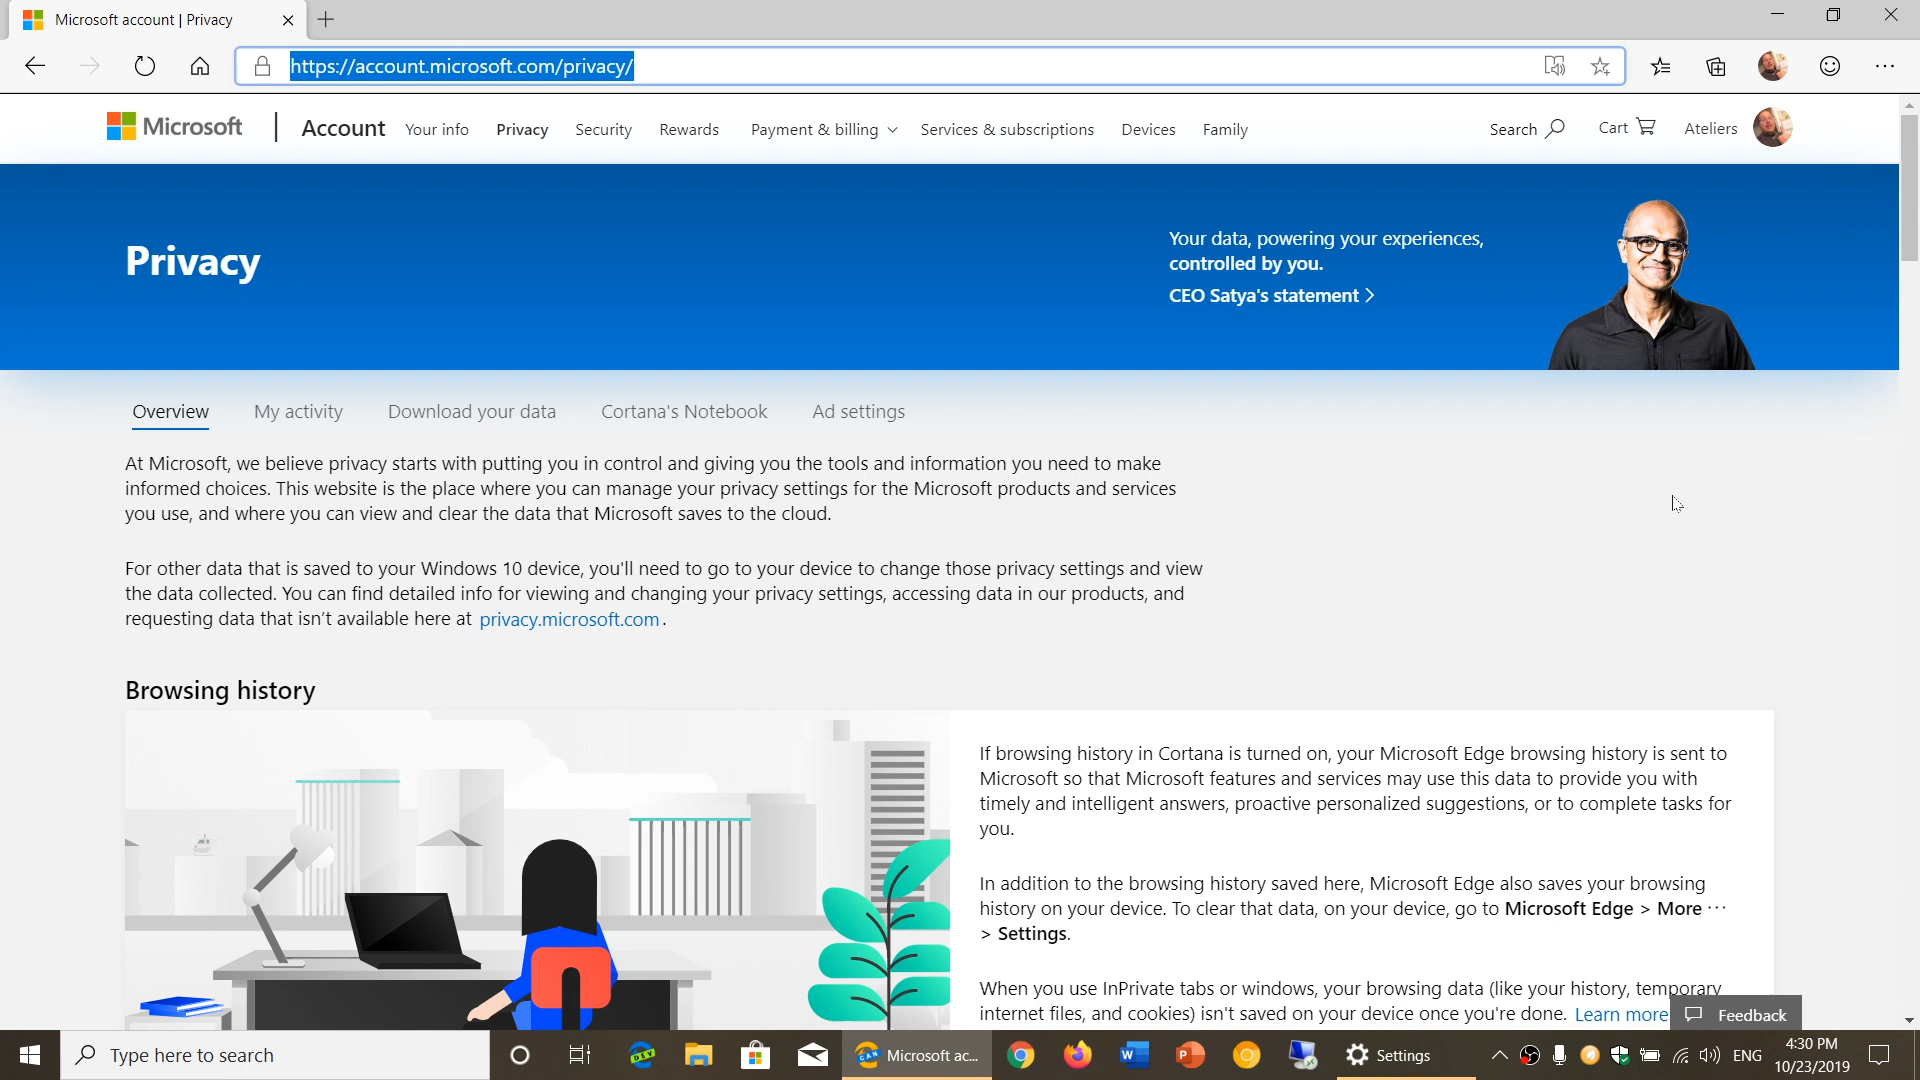 Microsoft account | Privacy
https://account.microsoft.com/privacy/
Microsoft | Account Your info Privacy Security Rewards Payment & billing Services & subscriptions Devices Family Search Cart Ateliers
Privacy
Your data, powering your experiences,
controlled by you.
CEO Satya's statement >
Overview My activity Download your data Cortana's Notebook Ad settings
At Microsoft, we believe privacy starts with putting you in control and giving you the tools and information you need to make
informed choices. This website is the place where you can manage your privacy settings for the Microsoft products and services
you use, and where you can view and clear the data that Microsoft saves to the cloud.
For other data that is saved to your Windows 10 device, you'll need to go to your device to change those privacy settings and view
the data collected. You can find detailed info for viewing and changing your privacy settings, accessing data in our products, and
requesting data that isn’t available here at privacy.microsoft.com.
Browsing history
If browsing history in Cortana is turned on, your Microsoft Edge browsing history is sent to
Microsoft so that Microsoft features and services may use this data to provide you with
timely and intelligent answers, proactive personalized suggestions, or to complete tasks for
you.
In addition to the browsing history saved here, Microsoft Edge also saves your browsing
history on your device. To clear that data, on your device, go to Microsoft Edge > More ···
> Settings.
When you use InPrivate tabs or windows, your browsing data (like your history, temporary
internet files, and cookies) isn't saved on your device once you're done. Learn more
Feedback
Type here to search
DEV
CAN
Microsoft ac...
Settings
ENG
4:30 PM
10/23/2019